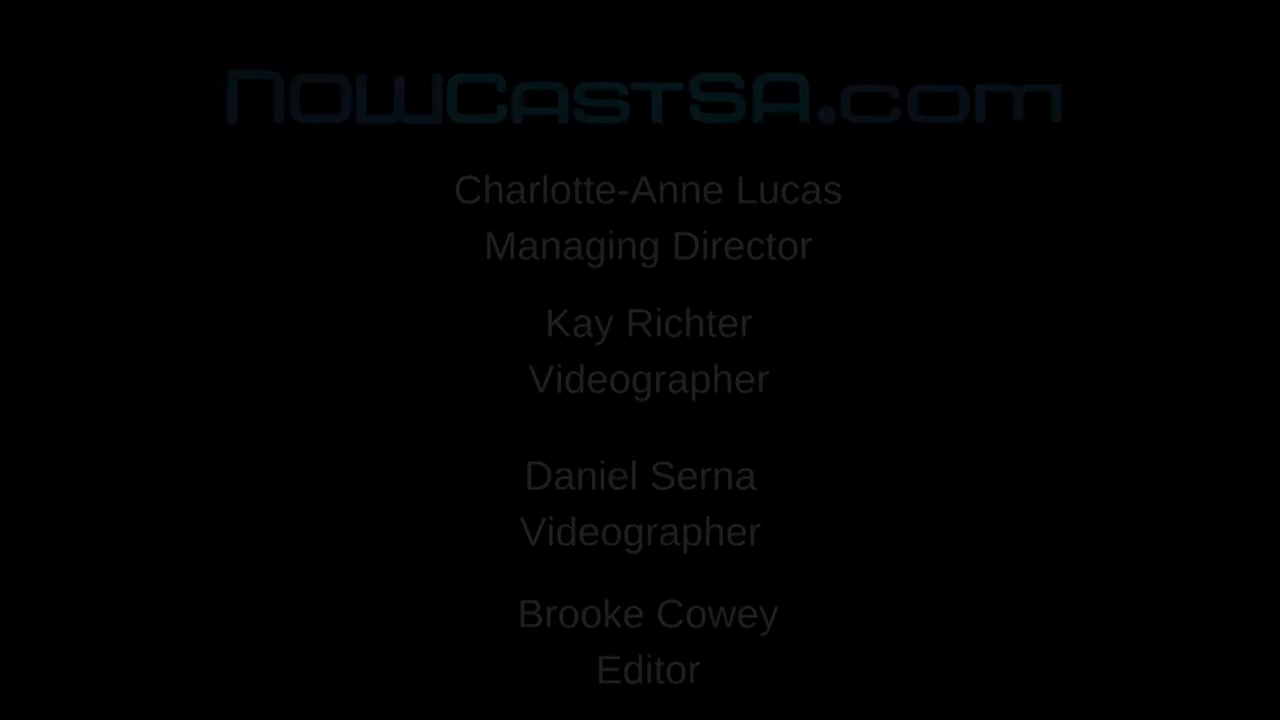 NOWCASTSA.com
Charlotte-Anne Lucas
Managing Director
Kay Richter
Videographer
Daniel Serna
Videographer
Brooke Cowey
Editor